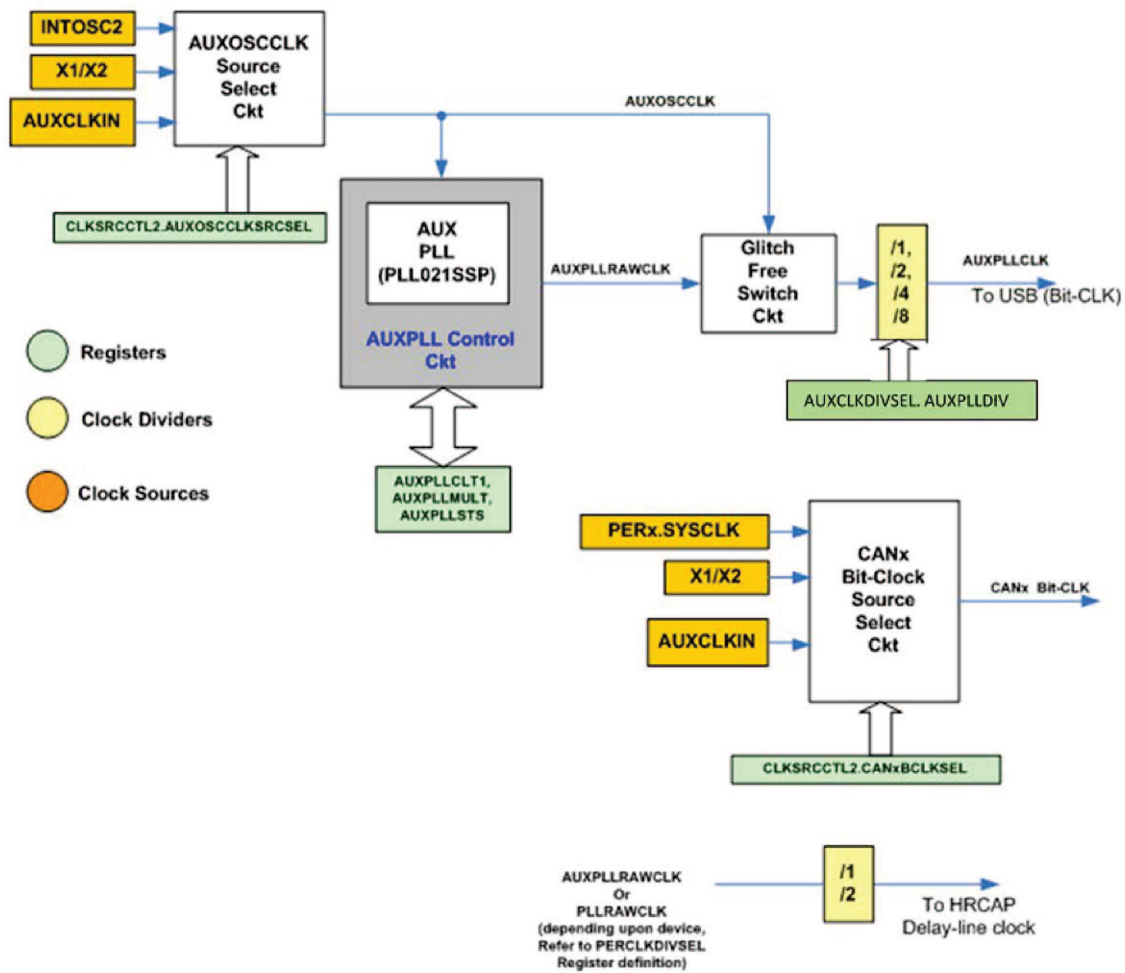 INTOSC2
X1/X2
AUXCLKIN
AUXOSCCLK
Source
Select
Ckt
CLKSRCCTL2.AUXOSCCLKSRCSEL
AUXOSCCLK
AUX
PLL
(PLL021SSP)
AUXPLL Control
Ckt
AUXPLLRAWCLK
Glitch
Free
Switch
Ckt
/1,
/2,
/4
/8
AUXPLLCLK
To USB (Bit-CLK)
AUXCLKDIVSEL. AUXPLLDIV
AUXPLLCLT1,
AUXPLLMULT,
AUXPLLSTS
Registers
Clock Dividers
Clock Sources
PERx.SYSCLK
X1/X2
AUXCLKIN
CANx
Bit-Clock
Source
Select
Ckt
CANx Bit-CLK
CLKSRCCTL2.CANxBCLKSEL
AUXPLLRAWCLK
Or
PLLRAWCLK
(depending upon device,
Refer to PERCLKDIVSEL
Register definition)
/1
/2
To HRCAP
Delay-line clock